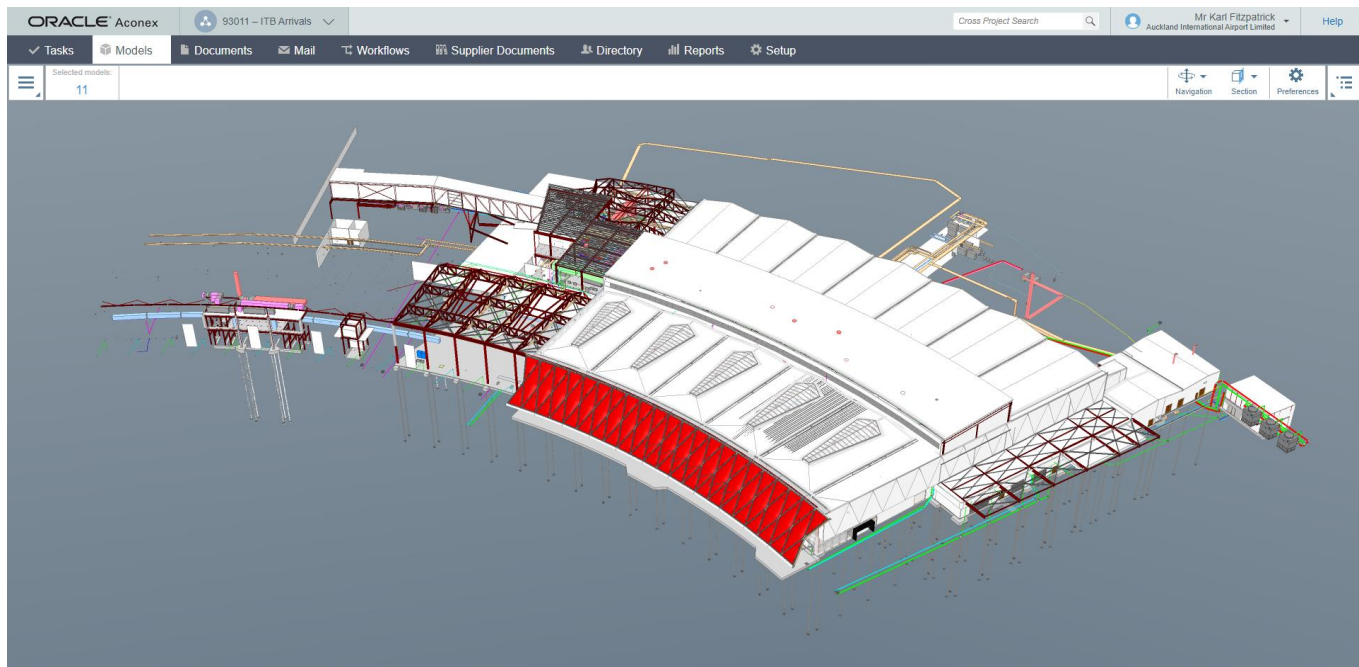 ORACLE Aconex
93011 – ITB Arrivals
Cross Project Search
Mr Karl Fitzpatrick
Auckland International Airport Limited
Help
Tasks
Models
Documents
Mail
Workflows
Supplier Documents
Directory
Reports
Setup
Selected models:
11
Navigation
Section
Preferences